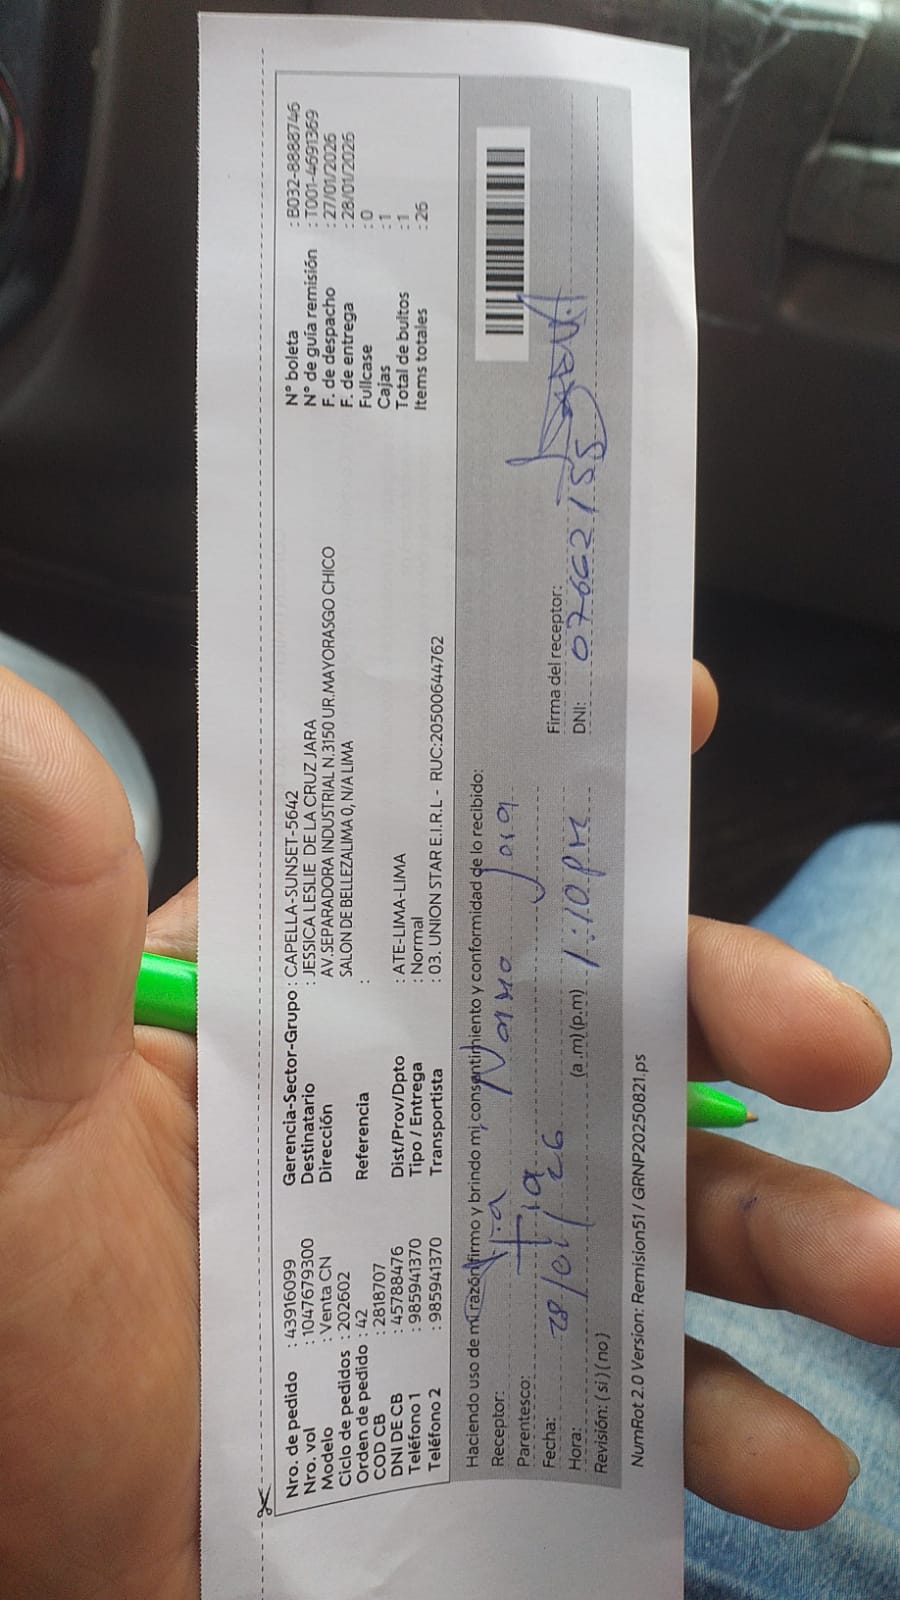 Nro. de pedido : 43916099
Nro. vol : 1047679300
Modelo : Venta CN
Ciclo de pedidos : 202602
Orden de pedido : 42
COD CB : 2818707
DNI DE CB : 45788476
Teléfono 1 : 985941370
Teléfono 2 : 985941370
Gerencia-Sector-Grupo : CAPELLA-SUNSET-5642
Destinatario : JESSICA LESLIE DE LA CRUZ JARA
Dirección AV.SEPARADORA INDUSTRIAL N.3150 UR.MAYORASGO CHICO
SALON DE BELLEZALIMA 0, N/A LIMA
Referencia :
Dist/Prov/Dpto : ATE-LIMA-LIMA
Tipo / Entrega : Normal
Transportista : 03. UNION STAR E.I.R.L - RUC:20500644762
N° boleta : B032-8888746
N° de guía remisión : T001-4691369
F. de despacho : 27/01/2026
F. de entrega : 28/01/2026
Fullcase : 0
Cajas : 1
Total de bultos : 1
Items totales : 26
Haciendo uso de mi razón firmo y brindo mi consentimiento y conformidad de lo recibido:
Receptor: Jara
Parentesco: Tia
Fecha: 28/01/26
Hora: (a .m) (p.m) 1:10 PM
Revisión: ( si ) ( no )
Firma del receptor:
DNI: 07662155
NumRot 2.0 Version: Remision51 / GRNP20250821.ps